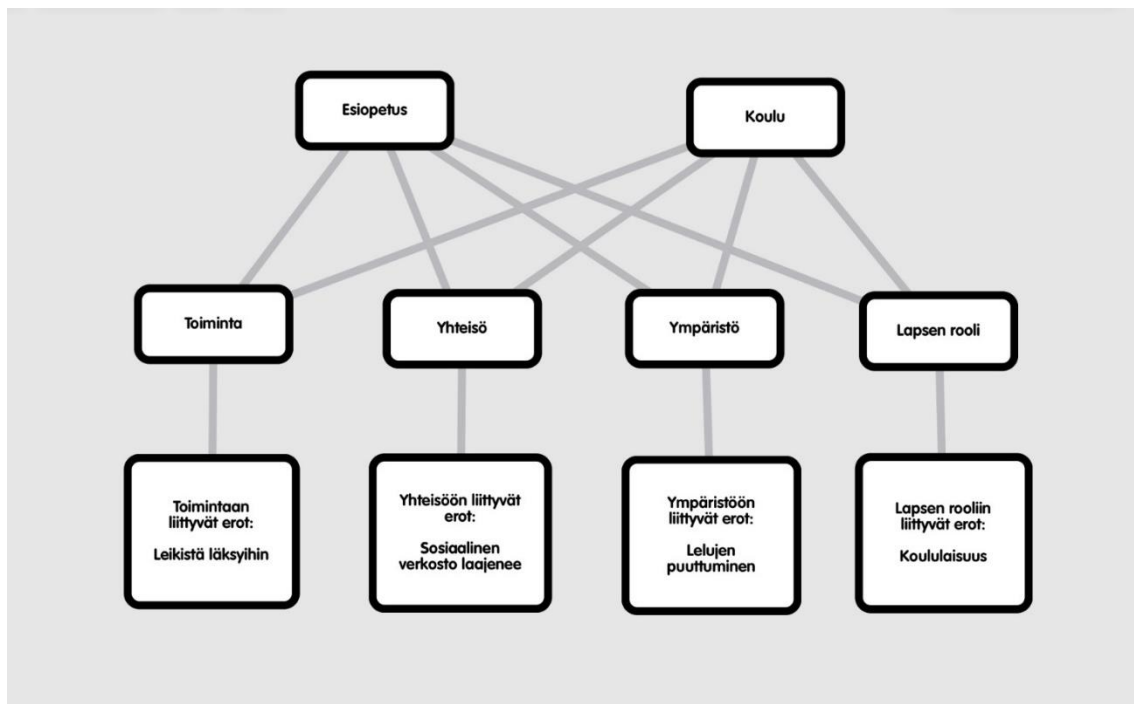 Esiopetus
Koulu
Toiminta
Yhteisö
Ympäristö
Lapsen rooli
Toimintaan
liittyvät erot:
Leikistä läksyihin
Yhteisöön liittyvät
erot:
Sosiaalinen
verkosto laajenee
Ympäristöön
liittyvät erot:
Lelujen
puuttuminen
Lapsen rooliin
liittyvät erot:
Koululaisuus